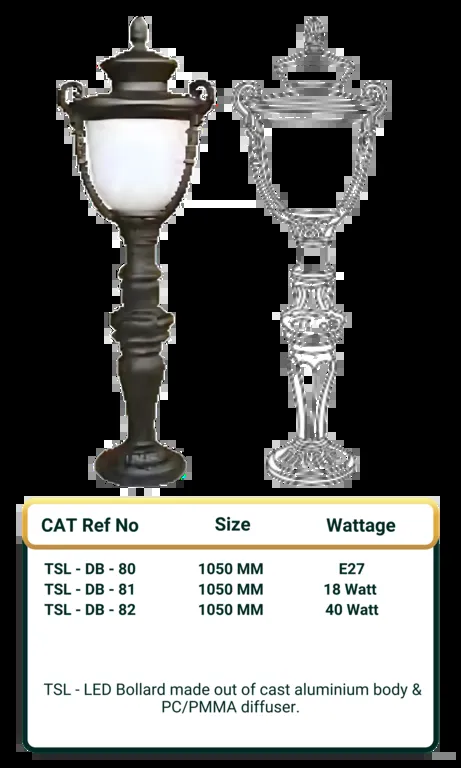 CAT Ref No Size Wattage
TSL - DB - 80 1050 MM E27
TSL - DB - 81 1050 MM 18 Watt
TSL - DB - 82 1050 MM 40 Watt
TSL - LED Bollard made out of cast aluminium body &
PC/PMMA diffuser.